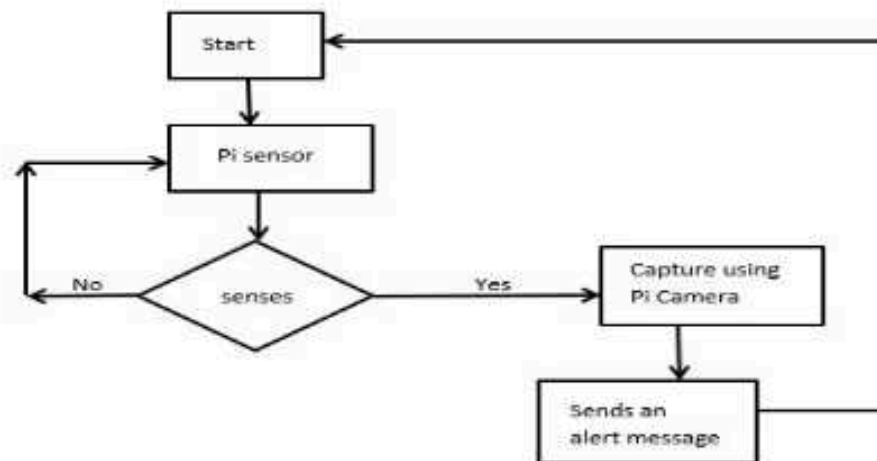 Start
Pi sensor
No
senses
Yes
Capture using
Pi Camera
Sends an
alert message